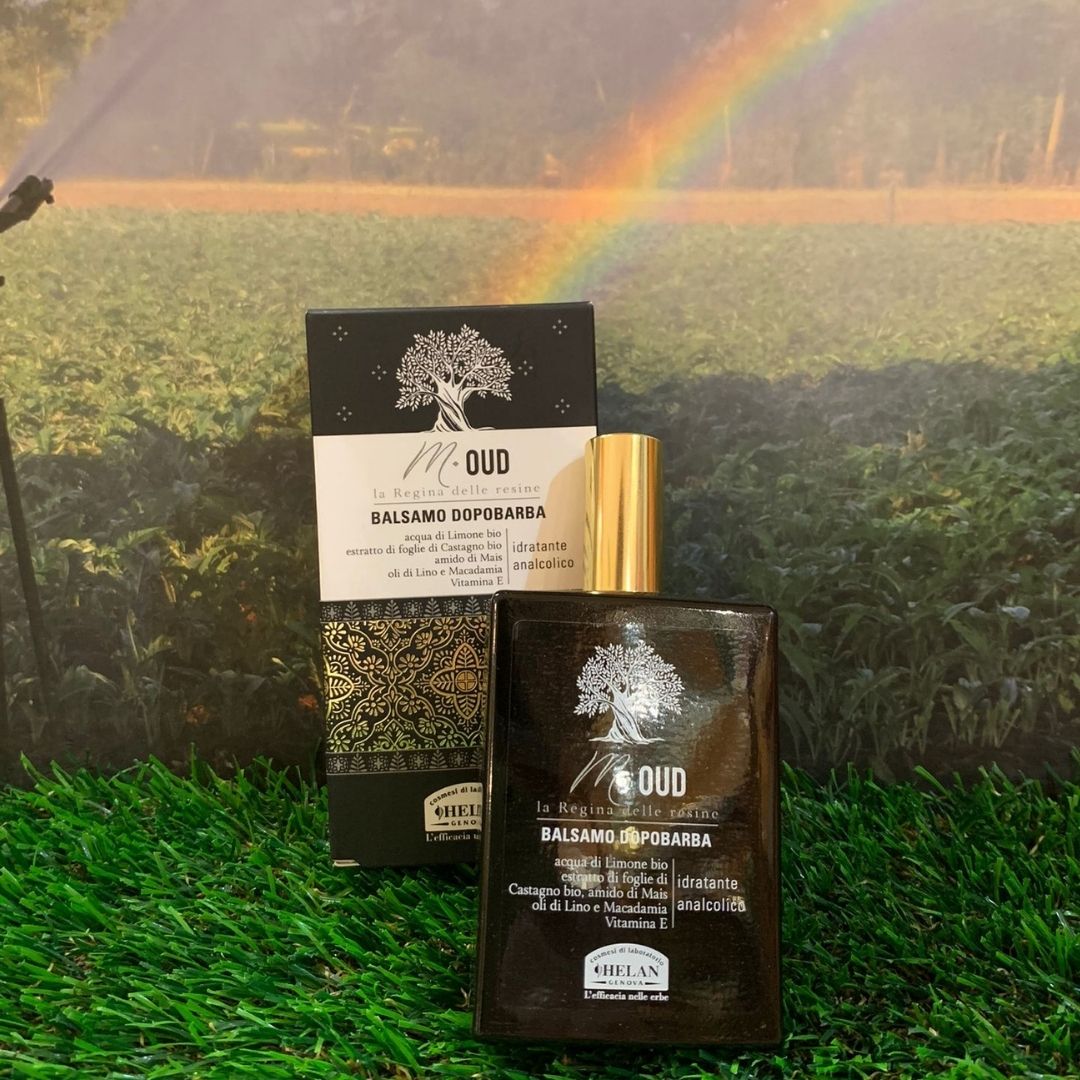 M·OUD
la Regina delle resine
BALSAMO DOPOBARBA
acqua di Limone bio
estratto di foglie di Castagno bio
amido di Mais
oli di Lino e Macadamia
Vitamina E
idratante
analcolico
cosmesi di
HEL
GENOV
L'efficacia
M·OUD
la Regina delle resine
BALSAMO DOPOBARBA
acqua di Limone bio
estratto di foglie di
Castagno bio, amido di Mais
oli di Lino e Macadamia
Vitamina E
idratante
analcolico
cosmesi di laboratorio
HELAN
GENOVA
L'efficacia nelle erbe